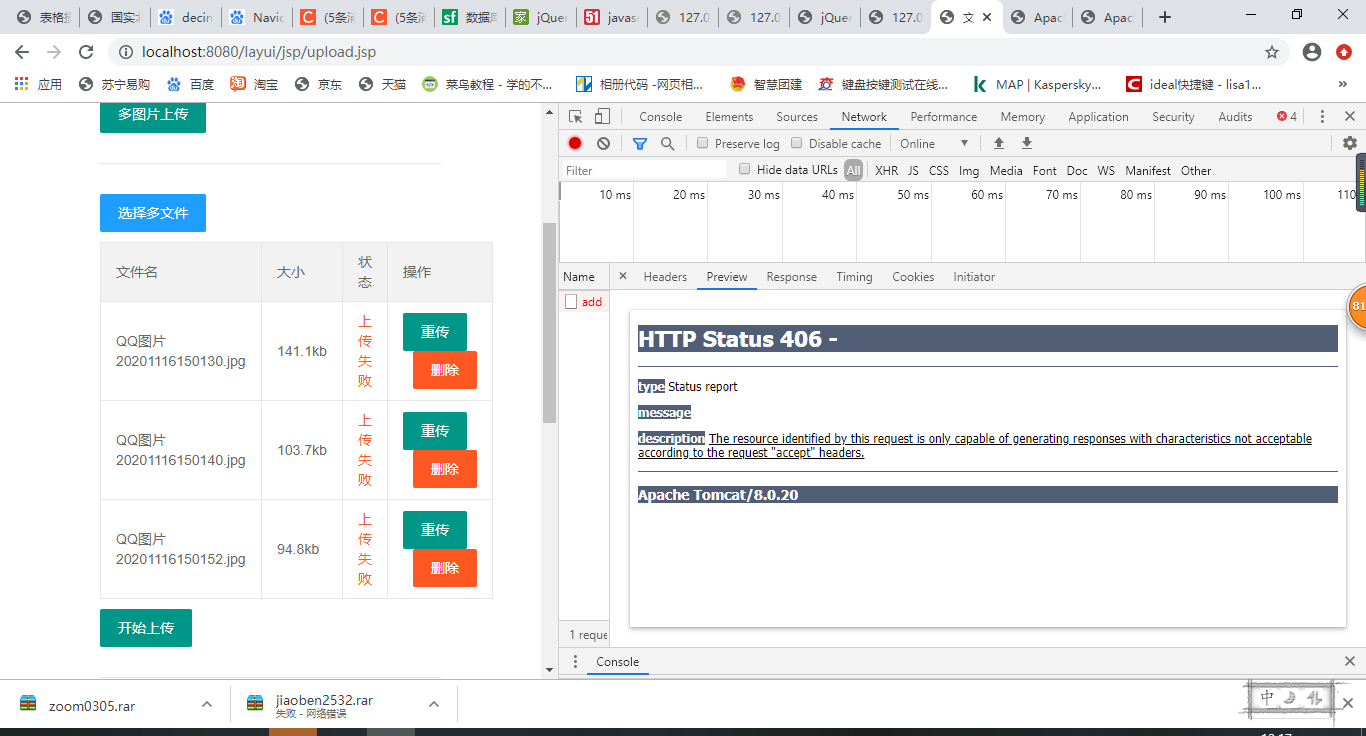 表格插
国实
decin
Navic
(5条消
(5条消
数据库
jQuer
javas
127.0
127.0
jQuer
127.0
文
Apac
Apac
localhost:8080/layui/jsp/upload.jsp
应用
苏宁易购
百度
淘宝
京东
天猫
菜鸟教程 - 学的不...
相册代码 -网页相...
智慧团建
键盘按键测试在线...
MAP | Kaspersky...
ideal快捷键 - lisa1...
»
多图片上传
选择多文件
文件名 大小 状态 操作
QQ图片20201116150130.jpg 141.1kb 上传失败 重传 删除
QQ图片20201116150140.jpg 103.7kb 上传失败 重传 删除
QQ图片20201116150152.jpg 94.8kb 上传失败 重传 删除
开始上传
Console Elements Sources Network Performance Memory Application Security Audits 4
Preserve log Disable cache Online
Filter Hide data URLs All XHR JS CSS Img Media Font Doc WS Manifest Other
10 ms 20 ms 30 ms 40 ms 50 ms 60 ms 70 ms 80 ms 90 ms 100 ms 110
81
Name Headers Preview Response Timing Cookies Initiator
add
HTTP Status 406 -
type Status report
message
description The resource identified by this request is only capable of generating responses with characteristics not acceptable
according to the request "accept" headers.
Apache Tomcat/8.0.20
1 reque
Console
zoom0305.rar
jiaoben2532.rar
失败 - 网络错误
中